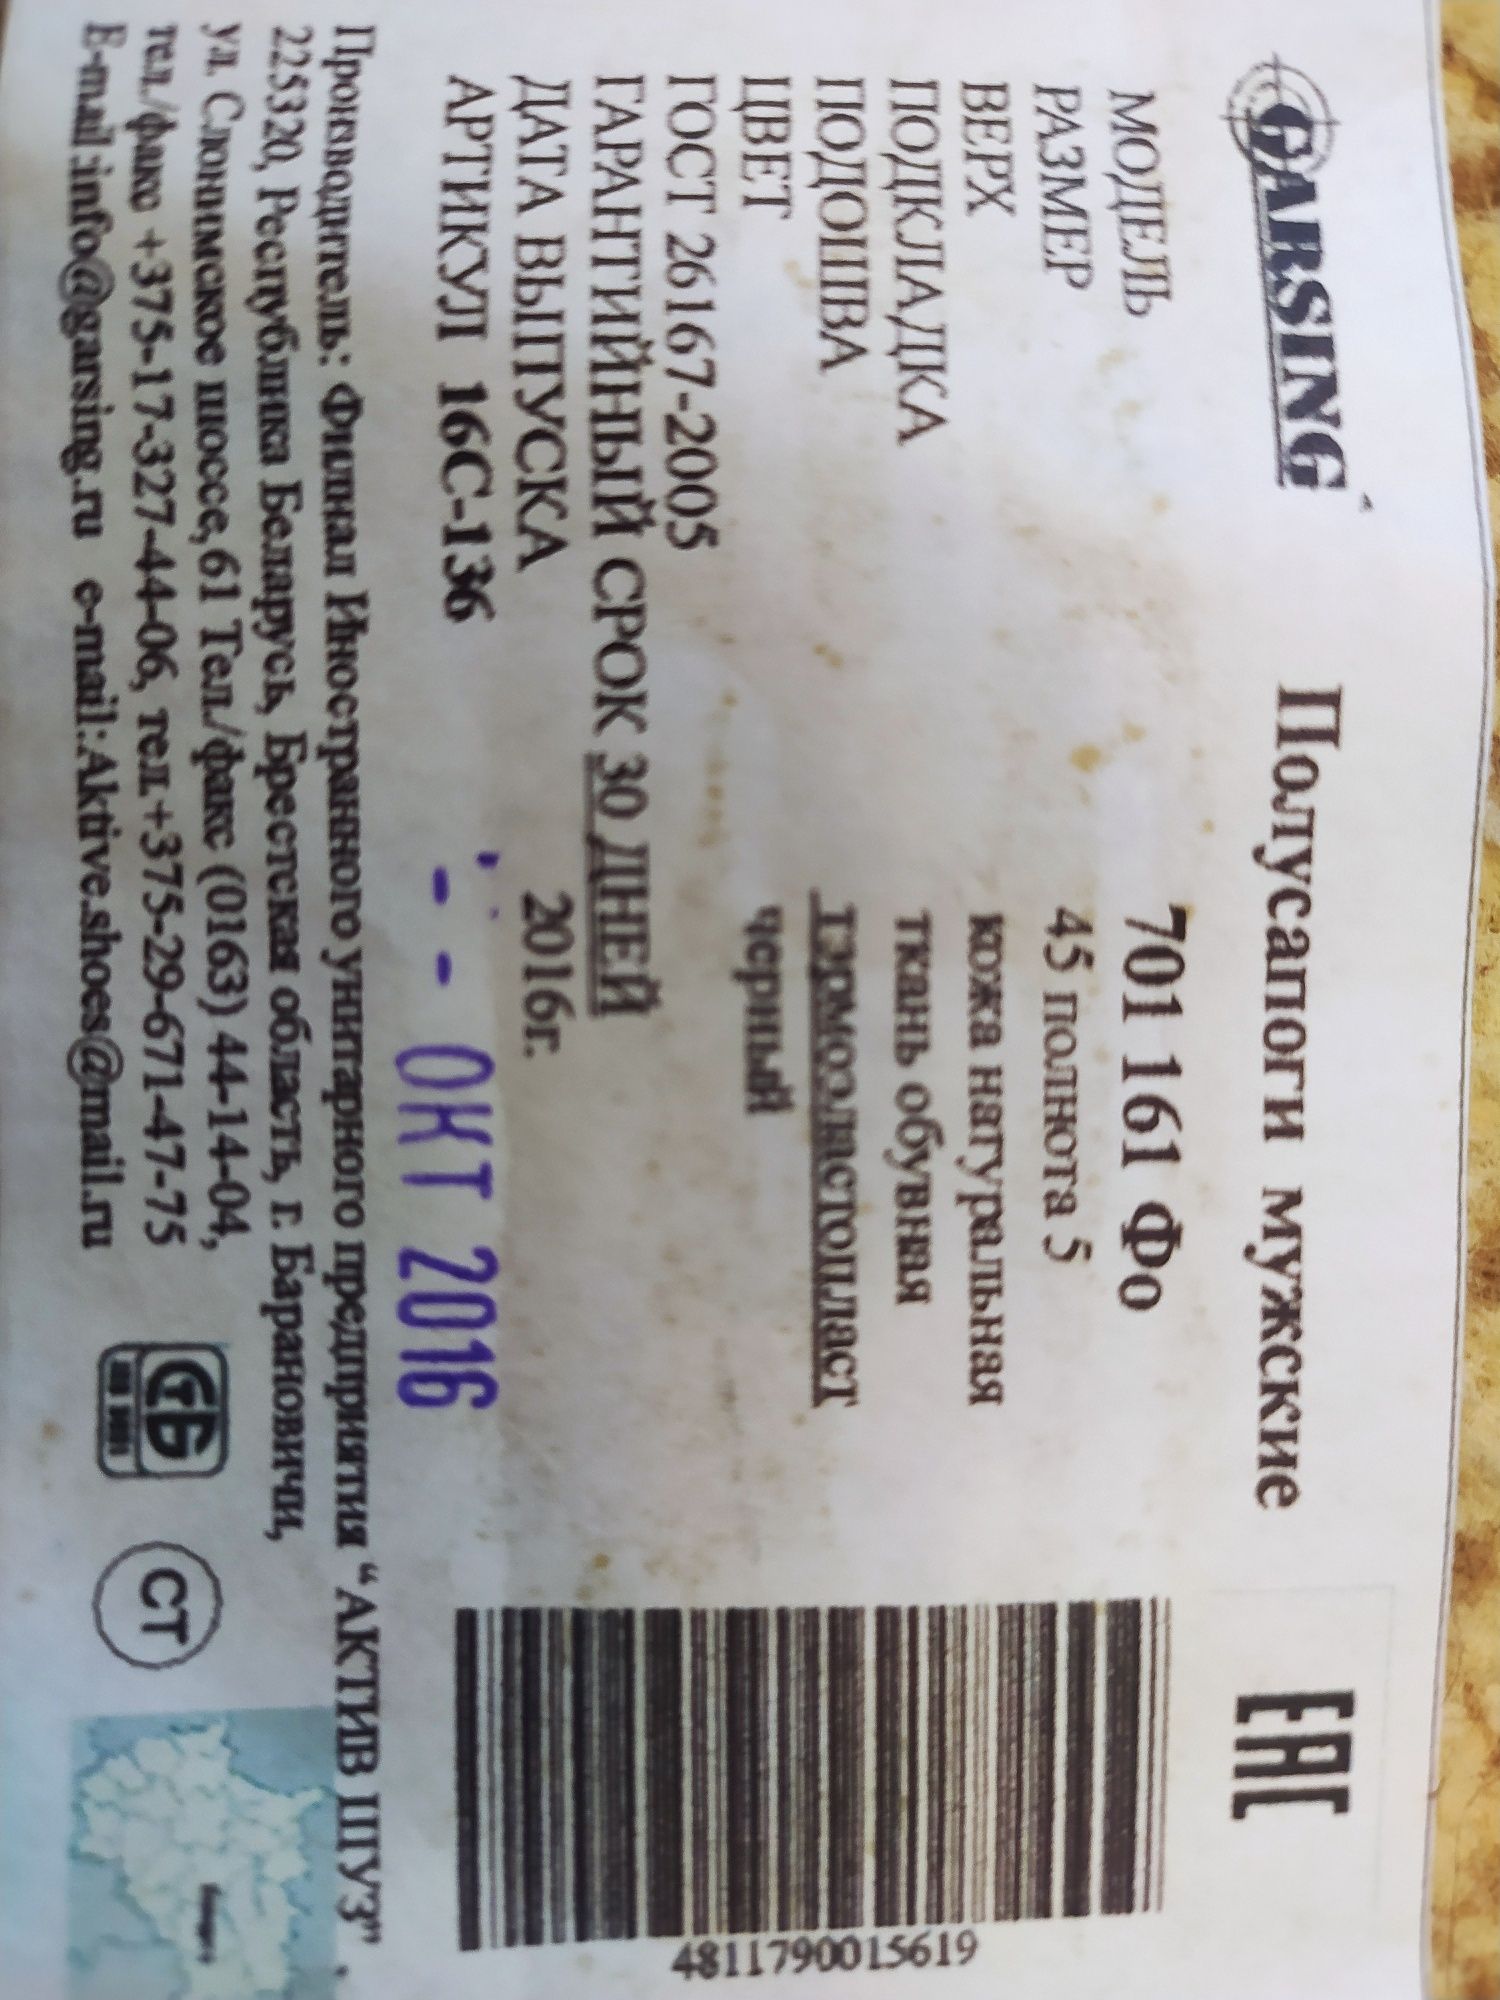 GARSING Полусапоги мужские EAC
МОДЕЛЬ 701 161 Фо
РАЗМЕР 45 полнота 5
ВЕРХ кожа натуральная
ПОДКЛАДКА ткань обувная
ПОДОШВА термоэластопласт
ЦВЕТ черный
ГОСТ 26167-2005
ГАРАНТИЙНЫЙ СРОК 30 ДНЕЙ
ДАТА ВЫПУСКА 2016г.
АРТИКУЛ 16С-136 - - ОКТ 2016
4811790015619
Производитель: Филиал Иностранного унитарного предприятия “АКТИВ ШУЗ”,
225320, Республика Беларусь, Брестская область, г. Барановичи,
ул. Слонимское шоссе,61 Тел./факс (0163) 44-14-04,
тел./факс +375-17-327-44-06, тел.+375-29-671-47-75
E-mail:info@garsing.ru e-mail:Aktive.shoes@mail.ru
СТБ
СТ